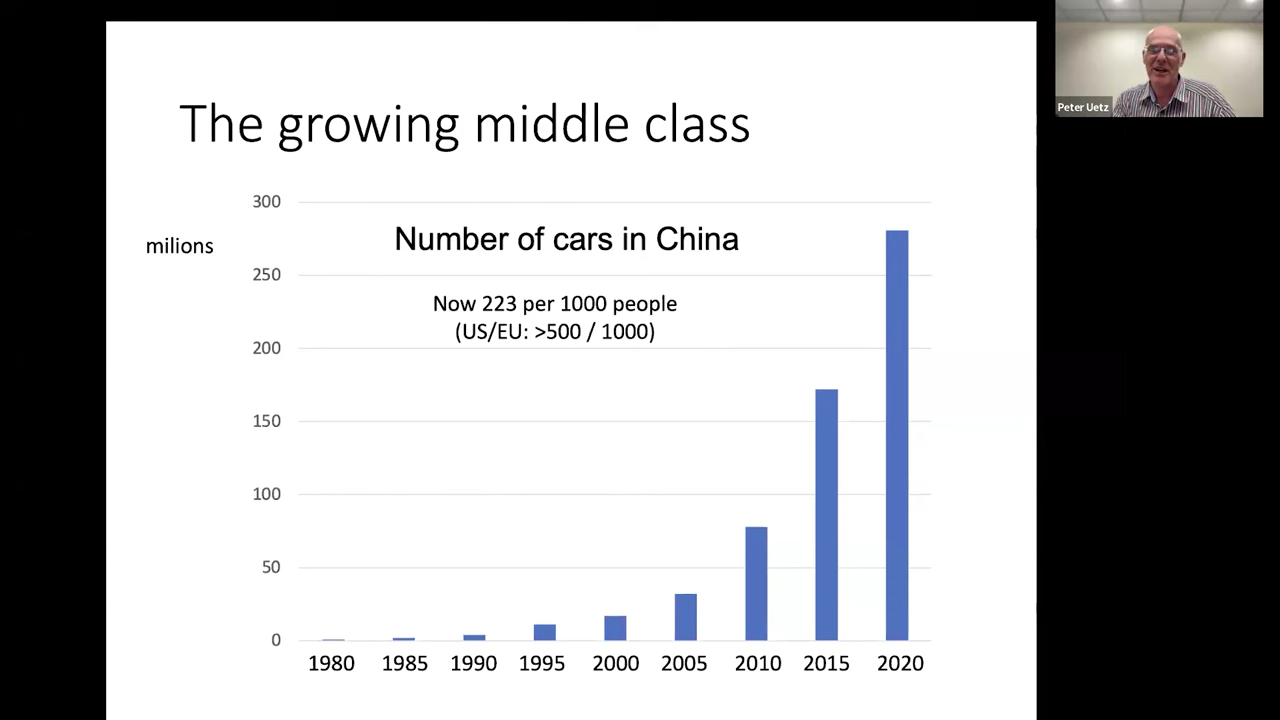 The growing middle class
Peter Uetz
milions
Number of cars in China
Now 223 per 1000 people
(US/EU: >500 / 1000)
300
250
200
150
100
50
0
1980 1985 1990 1995 2000 2005 2010 2015 2020